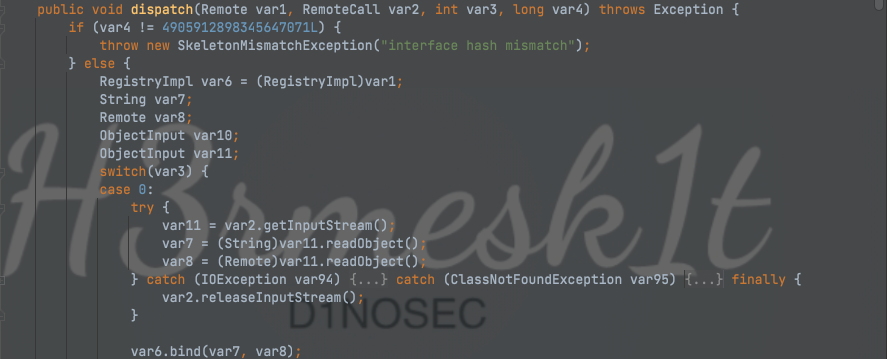 public void dispatch(Remote var1, RemoteCall var2, int var3, long var4) throws Exception {
if (var4 != 4905912898345647071L) {
throw new SkeletonMismatchException("interface hash mismatch");
} else {
RegistryImpl var6 = (RegistryImpl)var1;
String var7;
Remote var8;
ObjectInput var10;
ObjectInput var11;
switch(var3) {
case 0:
try {
var11 = var2.getInputStream();
var7 = (String)var11.readObject();
var8 = (Remote)var11.readObject();
} catch (IOException var94) {...} catch (ClassNotFoundException var95) {...} finally {
var2.releaseInputStream();
}
var6.bind(var7, var8);
H3rmesk1t
D1NOSEC